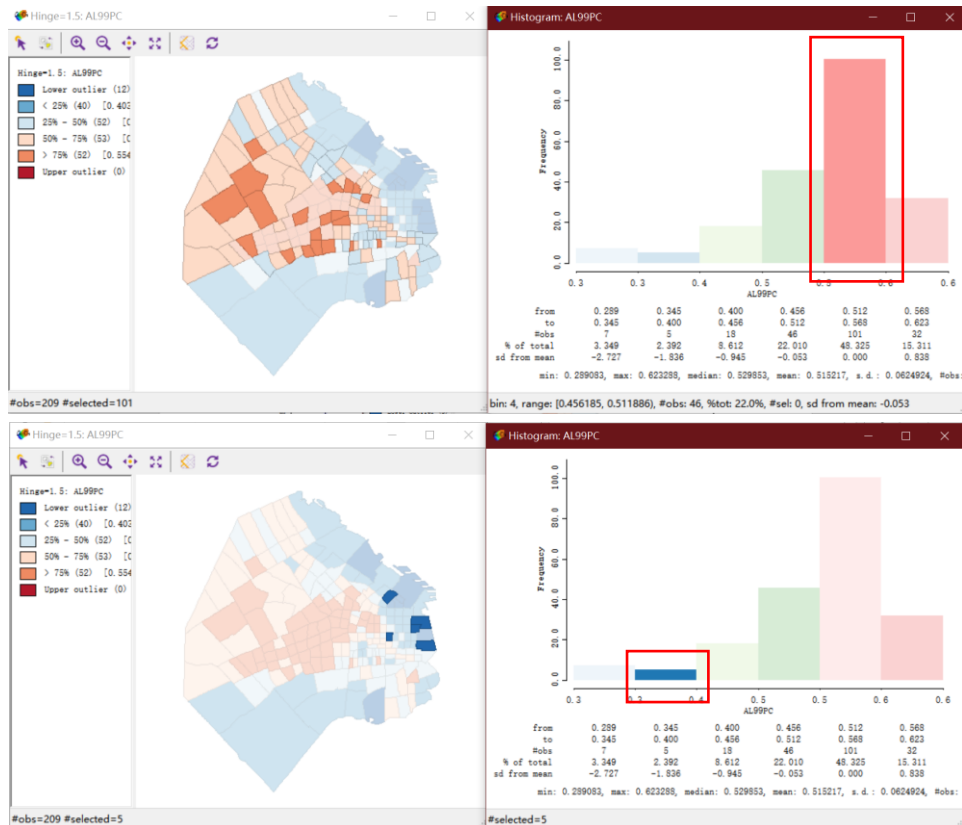 Hinge=1.5: AL99PC
Hinge=1.5: AL99PC
Lower outlier (12)
< 25% (40) [0.403
25% - 50% (52) [0
50% - 75% (53) [0
> 75% (52) [0.554
Upper outlier (0)
#obs=209 #selected=101
Histogram: AL99PC
Frequency
100.0
80.0
60.0
40.0
20.0
0.0
0.3 0.3 0.4 0.5 0.5 0.6 0.6
AL99PC
from 0.289 0.345 0.400 0.456 0.512 0.568
to 0.345 0.400 0.456 0.512 0.568 0.623
#obs 7 5 18 46 101 32
% of total 3.349 2.392 8.612 22.010 48.325 15.311
sd from mean -2.727 -1.836 -0.945 -0.053 0.000 0.838
min: 0.289083, max: 0.623288, median: 0.529853, mean: 0.515217, s.d.: 0.0624924, #obs:
bin: 4, range: [0.456185, 0.511886), #obs: 46, %tot: 22.0%, #sel: 0, sd from mean: -0.053
Hinge=1.5: AL99PC
Hinge=1.5: AL99PC
Lower outlier (12)
< 25% (40) [0.403
25% - 50% (52) [0
50% - 75% (53) [0
> 75% (52) [0.554
Upper outlier (0)
#obs=209 #selected=5
Histogram: AL99PC
Frequency
100.0
80.0
60.0
40.0
20.0
0.0
0.3 0.3 0.4 0.5 0.5 0.6 0.6
AL99PC
from 0.289 0.345 0.400 0.456 0.512 0.568
to 0.345 0.400 0.456 0.512 0.568 0.623
#obs 7 5 18 46 101 32
% of total 3.349 2.392 8.612 22.010 48.325 15.311
sd from mean -2.727 -1.836 -0.945 -0.053 0.000 0.838
min: 0.289083, max: 0.623288, median: 0.529853, mean: 0.515217, s.d.: 0.0624924, #obs:
#selected=5